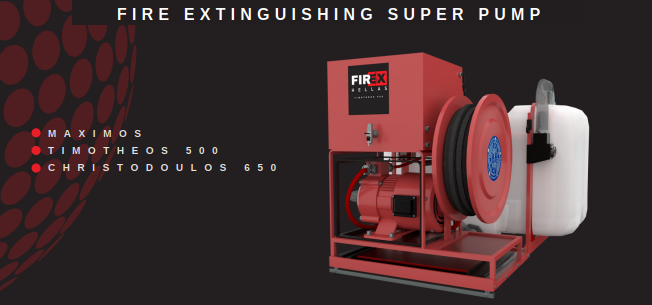 FIRE EXTINGUISHING SUPER PUMP
FIREX
HELLAS
MAXIMOS
TIMOTHEOS 500
CHRISTODOULOS 650